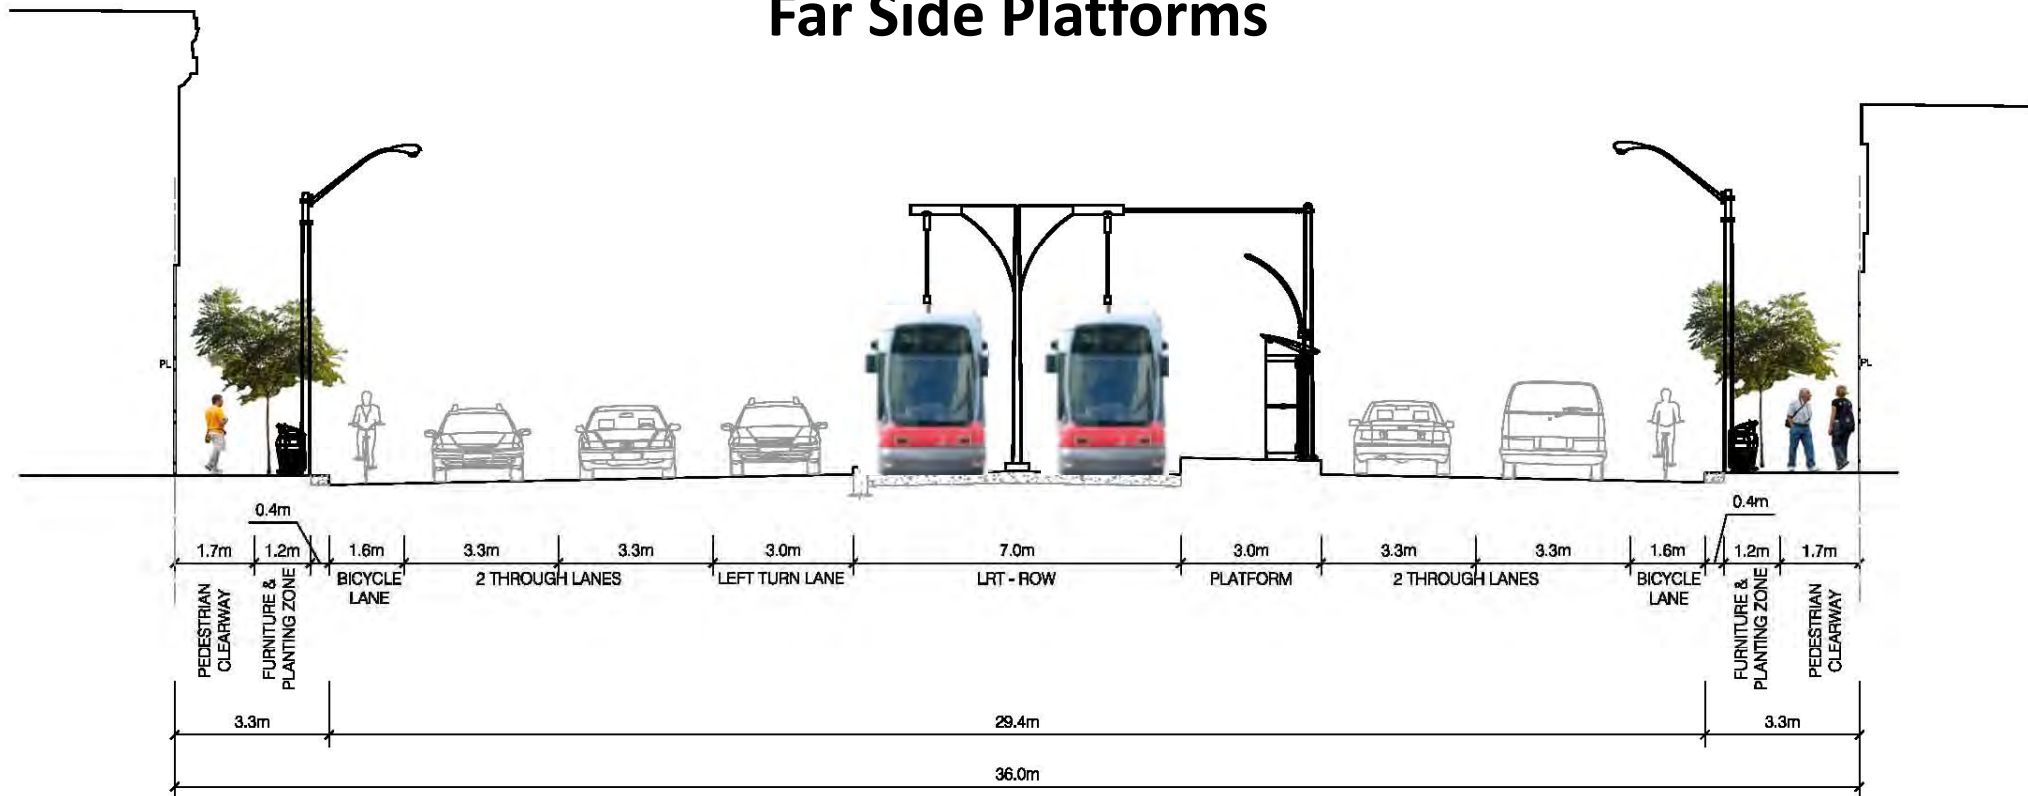 Far Side Platforms
PL
PL
0.4m
0.4m
1.7m
1.2m
1.6m
3.3m
3.3m
3.0m
7.0m
3.0m
3.3m
3.3m
1.6m
1.2m
1.7m
PEDESTRIAN
CLEARWAY
FURNITURE &
PLANTING ZONE
BICYCLE
LANE
2 THROUGH LANES
LEFT TURN LANE
LRT - ROW
PLATFORM
2 THROUGH LANES
BICYCLE
LANE
FURNITURE &
PLANTING ZONE
PEDESTRIAN
CLEARWAY
3.3m
29.4m
3.3m
36.0m